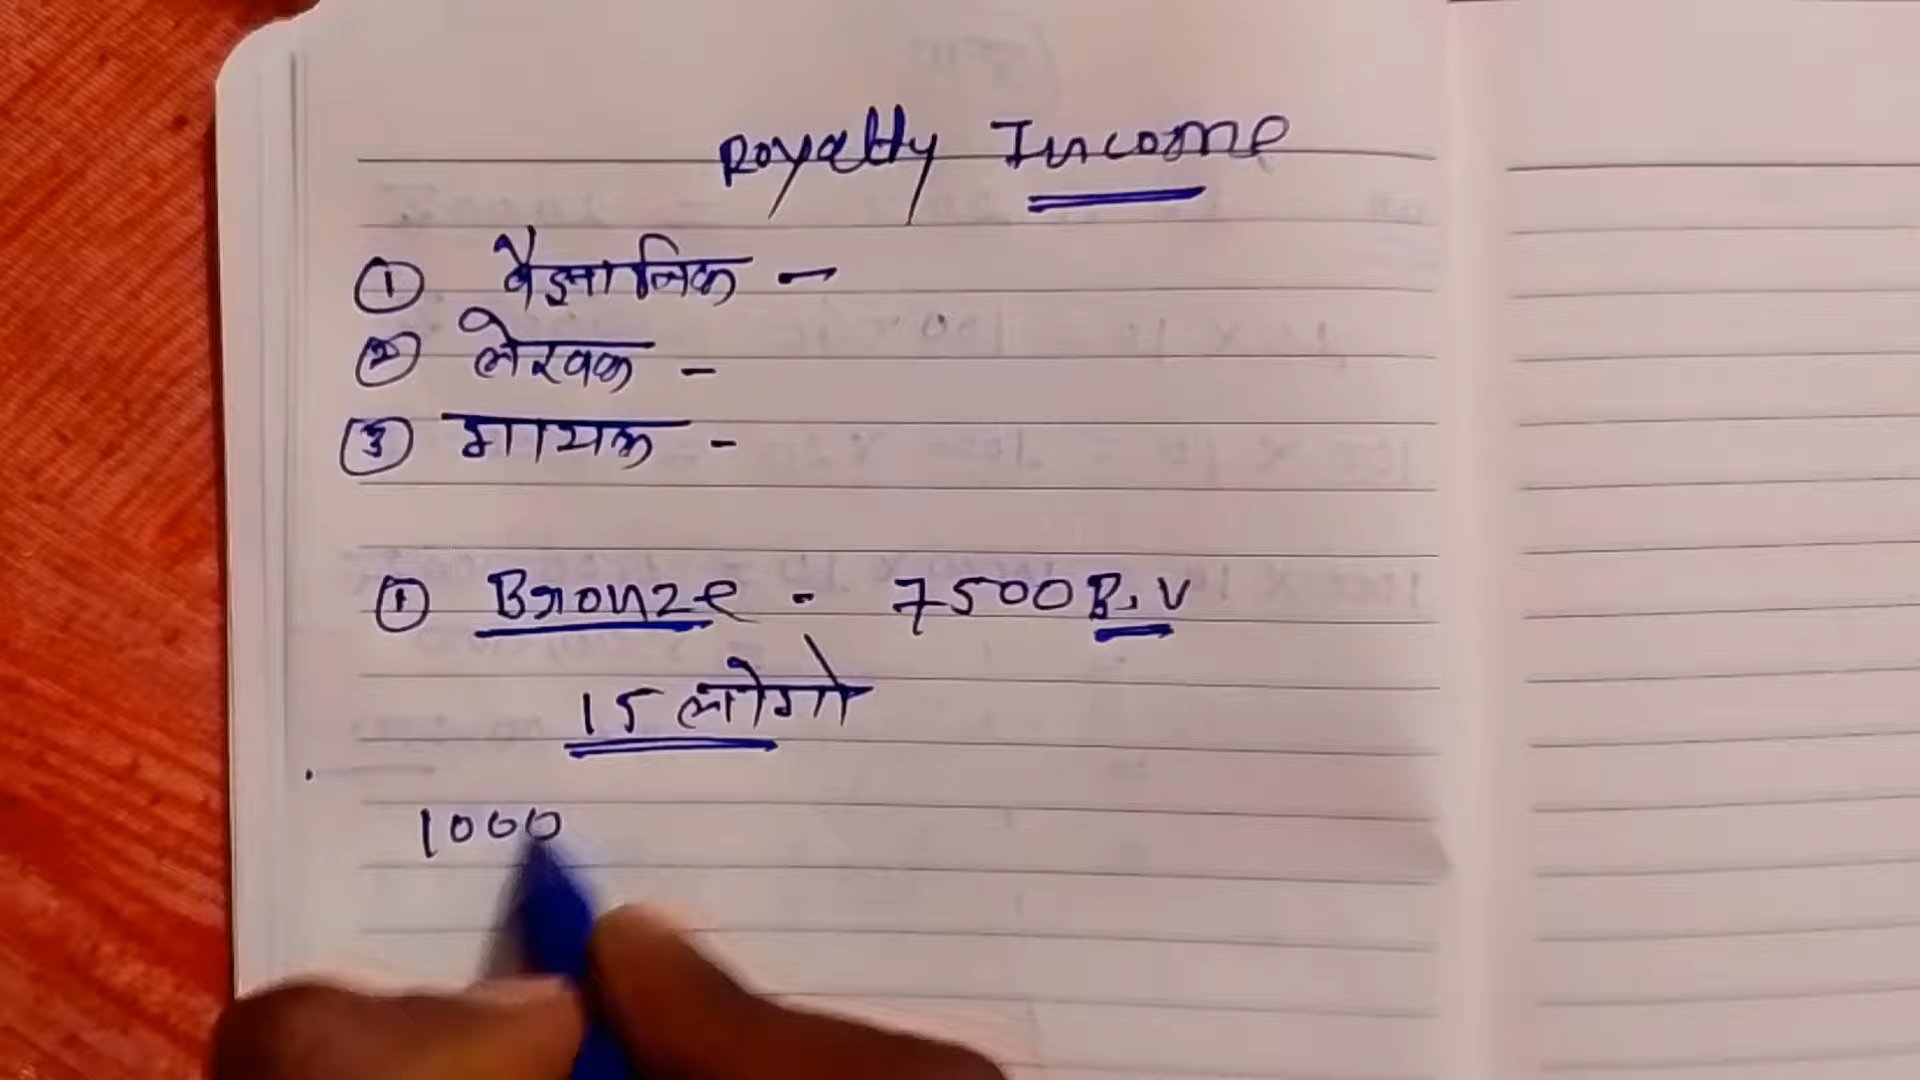 Royalty Income
① वैज्ञानिक -
② लेखक -
③ गायक -
① Bronze - 7500 B.V
15 लोगो
1000